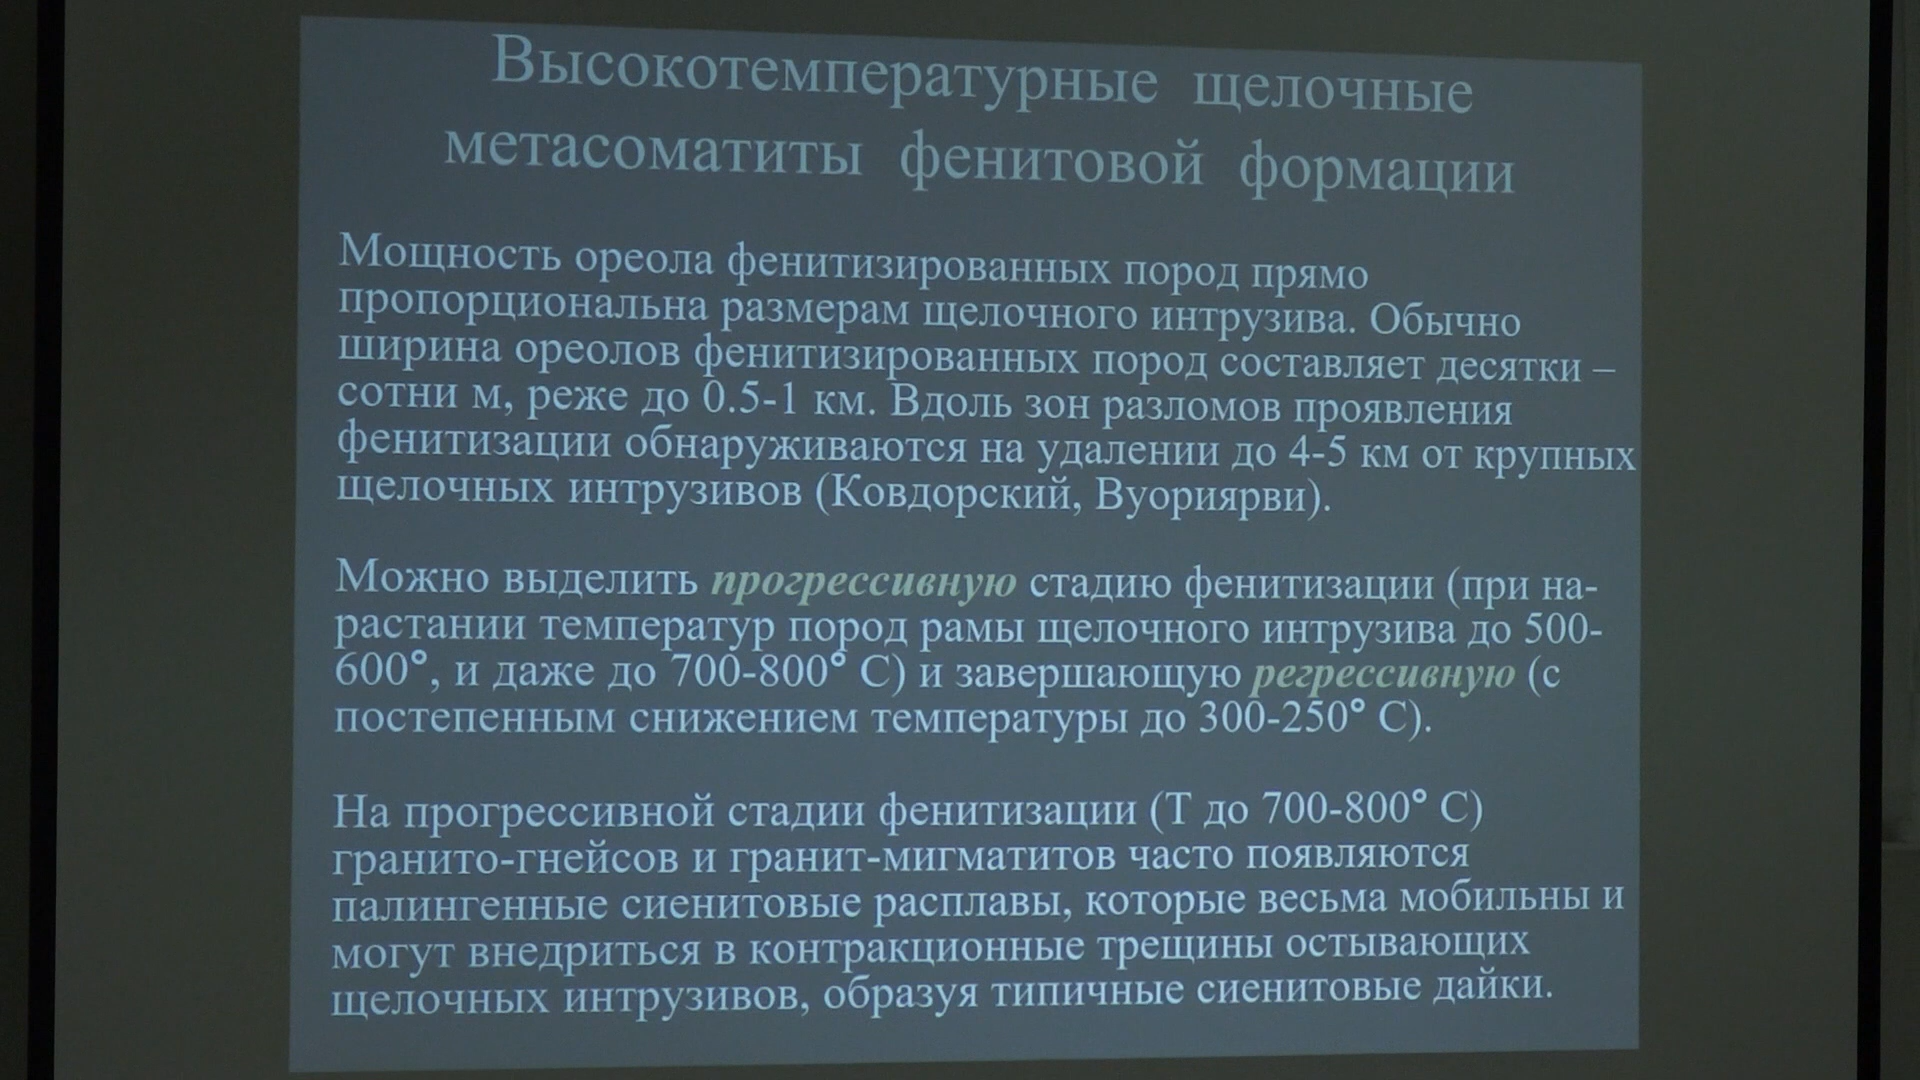 Высокотемпературные щелочные
метасоматиты фенитовой формации
Мощность ореола фенитизированных пород прямо
пропорциональна размерам щелочного интрузива. Обычно
ширина ореолов фенитизированных пород составляет десятки –
сотни м, реже до 0.5-1 км. Вдоль зон разломов проявления
фенитизации обнаруживаются на удалении до 4-5 км от крупных
щелочных интрузивов (Ковдорский, Вуориярви).
Можно выделить прогрессивную стадию фенитизации (при на-
растании температур пород рамы щелочного интрузива до 500-
600°, и даже до 700-800° С) и завершающую регрессивную (с
постепенным снижением температуры до 300-250° С).
На прогрессивной стадии фенитизации (Т до 700-800° С)
гранито-гнейсов и гранит-мигматитов часто появляются
палингенные сиенитовые расплавы, которые весьма мобильны и
могут внедриться в контракционные трещины остывающих
щелочных интрузивов, образуя типичные сиенитовые дайки.